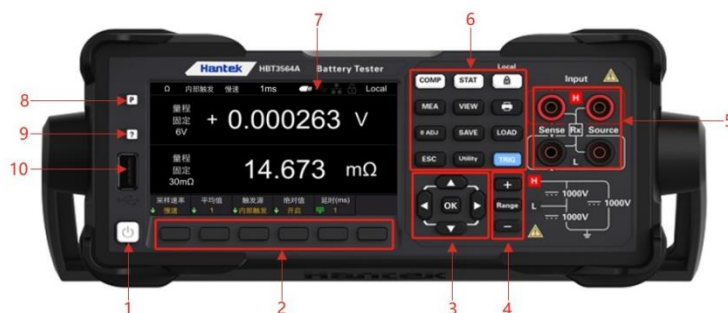 6
7
Hantek HBT3564A Battery Tester
Local
Ω 内部触发 慢速 1ms Local
COMP STAT
Input
8 P
量程
固定
6V
+ 0.000263 V
MEA VIEW
H
9 ?
Sense Rx Source
5
0 ADJ SAVE LOAD
L
10
量程
固定
30mΩ
14.673 mΩ
ESC Utility TRIG
+
H
1000V
OK
Range
L
1000V
1000V
采样速率 平均值 触发源 绝对值 延时(ms)
慢速 1 内部触发 开启 1
−
Hantek
1
2
3
4